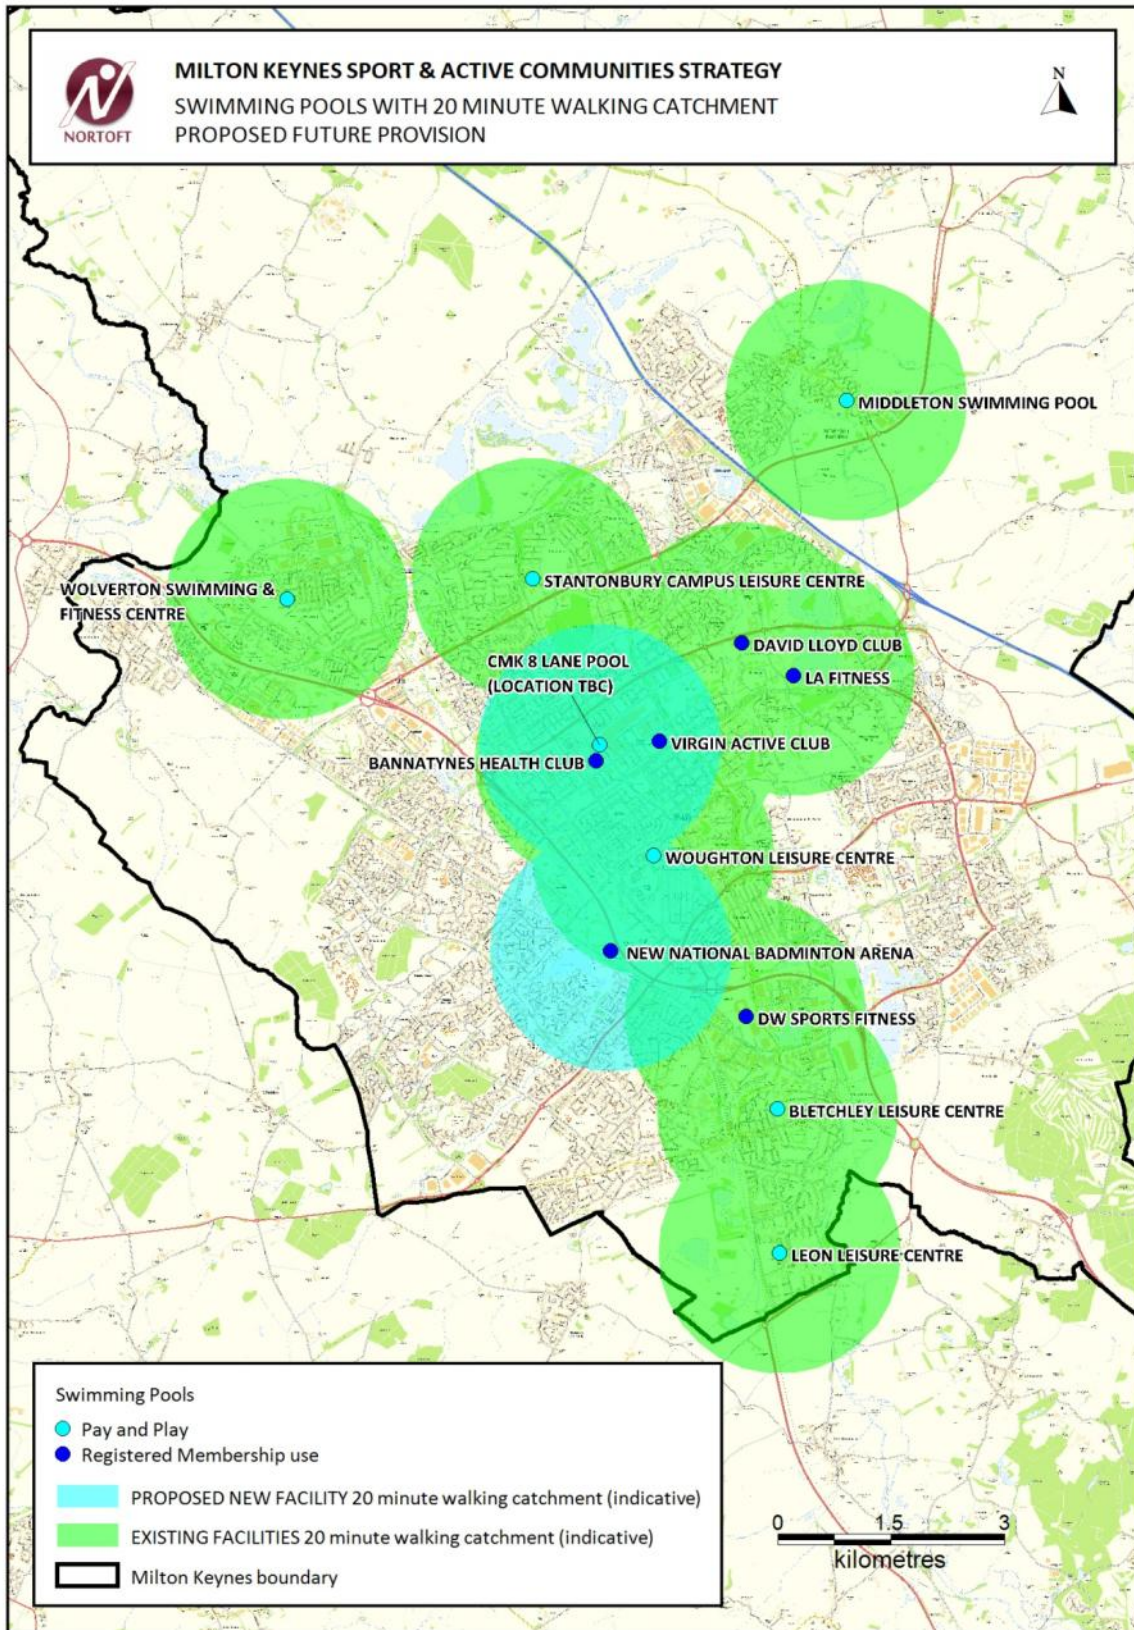 NORTOFT
MILTON KEYNES SPORT & ACTIVE COMMUNITIES STRATEGY
SWIMMING POOLS WITH 20 MINUTE WALKING CATCHMENT
PROPOSED FUTURE PROVISION
N
MIDDLETON SWIMMING POOL
STANTONBURY CAMPUS LEISURE CENTRE
WOLVERTON SWIMMING &
FITNESS CENTRE
DAVID LLOYD CLUB
CMK 8 LANE POOL
(LOCATION TBC)
LA FITNESS
VIRGIN ACTIVE CLUB
BANNATYNES HEALTH CLUB
WOUGHTON LEISURE CENTRE
NEW NATIONAL BADMINTON ARENA
DW SPORTS FITNESS
BLETCHLEY LEISURE CENTRE
LEON LEISURE CENTRE
Swimming Pools
Pay and Play
Registered Membership use
PROPOSED NEW FACILITY 20 minute walking catchment (indicative)
EXISTING FACILITIES 20 minute walking catchment (indicative)
Milton Keynes boundary
0 1.5 3
kilometres